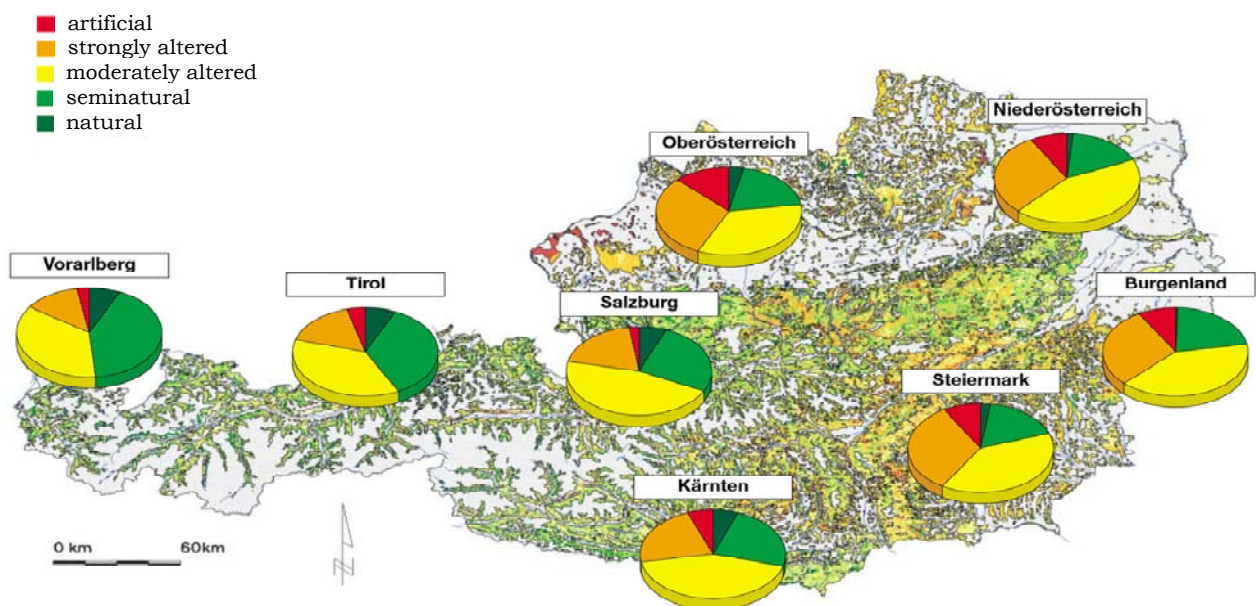 artificial
strongly altered
moderately altered
seminatural
natural
Niederösterreich
Oberösterreich
Vorarlberg
Tirol
Salzburg
Burgenland
Steiermark
Kärnten
0 km 60km
N